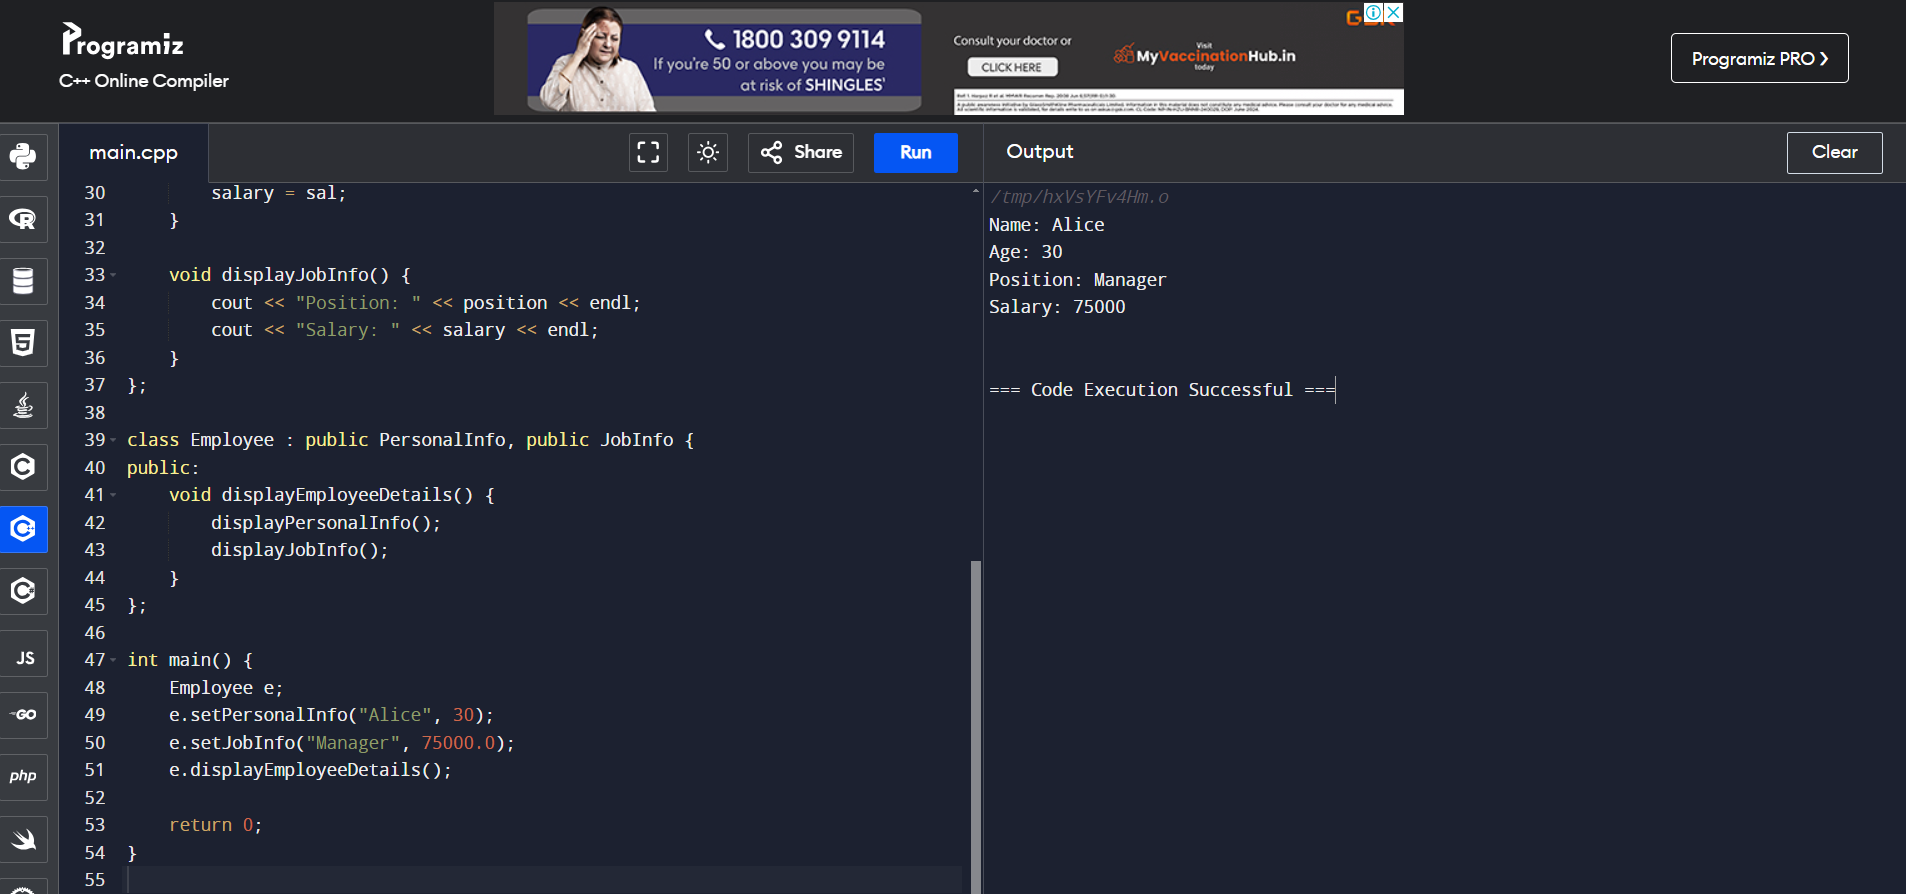 Programiz
C++ Online Compiler
1800 309 9114
If you're 50 or above you may be
at risk of SHINGLES'
Consult your doctor or
CLICK HERE
Visit
MyVaccinationHub.in
today
Programiz PRO ❯
main.cpp
Share
Run
Output
Clear
30 salary = sal;
31 }
32
33 void displayJobInfo() {
34 cout << "Position: " << position << endl;
35 cout << "Salary: " << salary << endl;
36 }
37 };
38
39 class Employee : public PersonalInfo, public JobInfo {
40 public:
41 void displayEmployeeDetails() {
42 displayPersonalInfo();
43 displayJobInfo();
44 }
45 };
46
47 int main() {
48 Employee e;
49 e.setPersonalInfo("Alice", 30);
50 e.setJobInfo("Manager", 75000.0);
51 e.displayEmployeeDetails();
52
53 return 0;
54 }
55
/tmp/hxVsYFv4Hm.o
Name: Alice
Age: 30
Position: Manager
Salary: 75000
=== Code Execution Successful ===
R
5
C
C++
C#
JS
GO
php